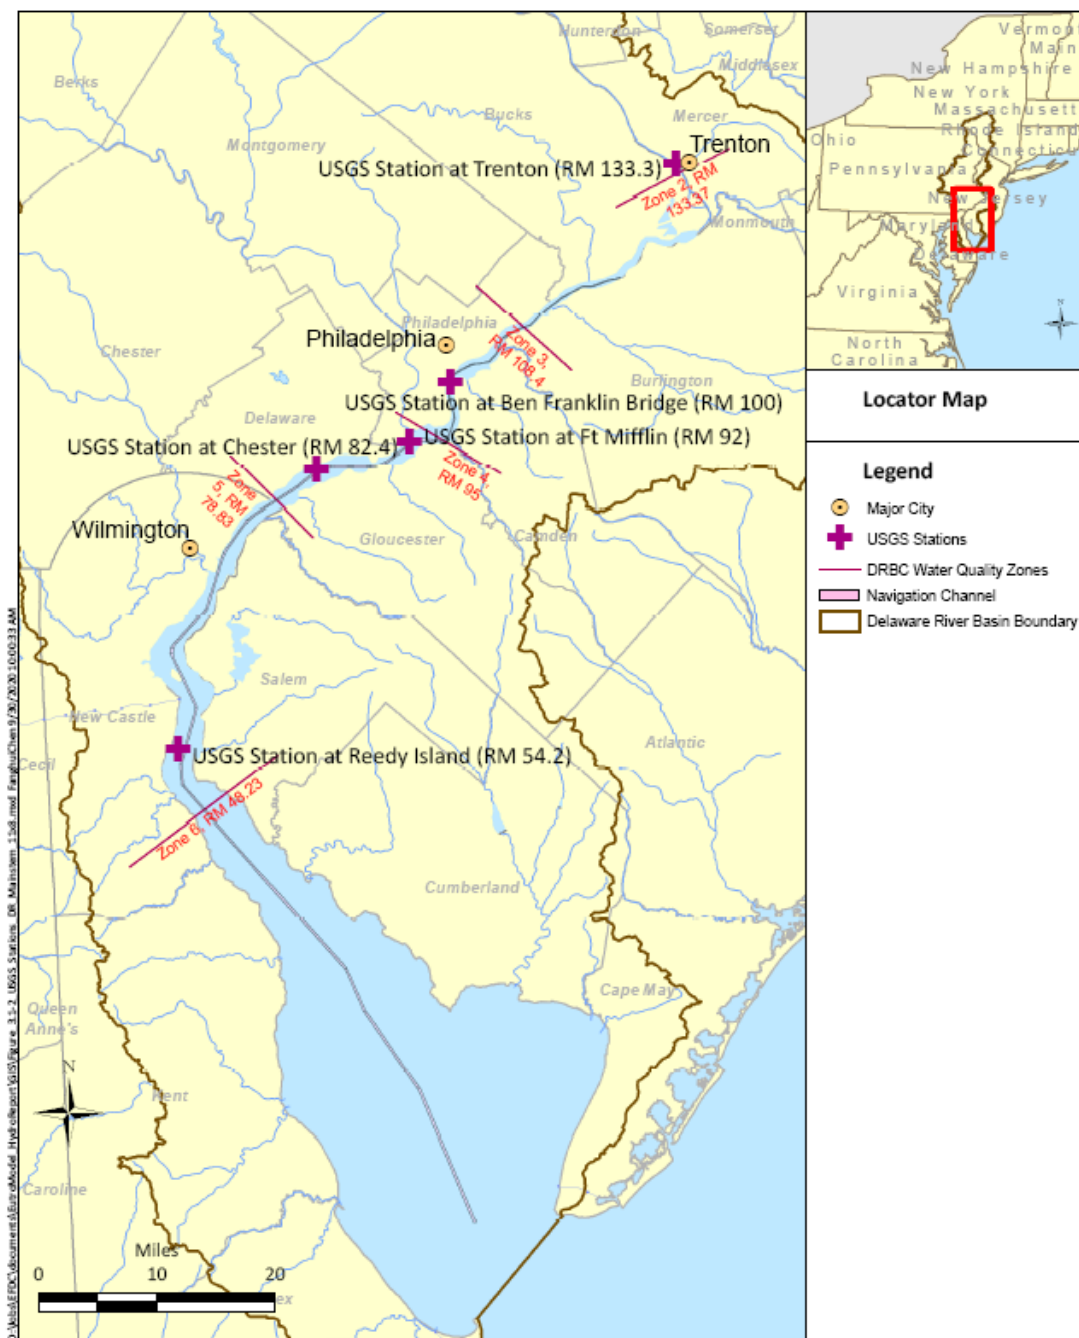 Hunterdon
Somerset
Middlesex
Berks
Bucks
Mercer
Montgomery
Trenton
USGS Station at Trenton (RM 133.3)
Zone 2, RM
133.37
Monmouth
Philadelphia
Philadelphia
Zone 3,
RM 108.4
Chester
Burlington
USGS Station at Ben Franklin Bridge (RM 100)
Delaware
USGS Station at Ft Mifflin (RM 92)
USGS Station at Chester (RM 82.4)
Zone 4,
RM 95
Zone
5, RM
78.83
Wilmington
Gloucester
Camden
Salem
New Castle
Atlantic
Cecil
USGS Station at Reedy Island (RM 54.2)
Zone 6, RM 48.23
Cumberland
Cape May
Queen
Anne's
N
Kent
Caroline
Miles
0 10 20
ex
Vermont
Main
New Hampshire
New York
Massachusett
Rhode Island
Connecticu
Ohio
Pennsylvania
New Jersey
Maryland
Delaware
Virginia
North
Carolina
N
Locator Map
Legend
Major City
USGS Stations
DRBC Water Quality Zones
Navigation Channel
Delaware River Basin Boundary